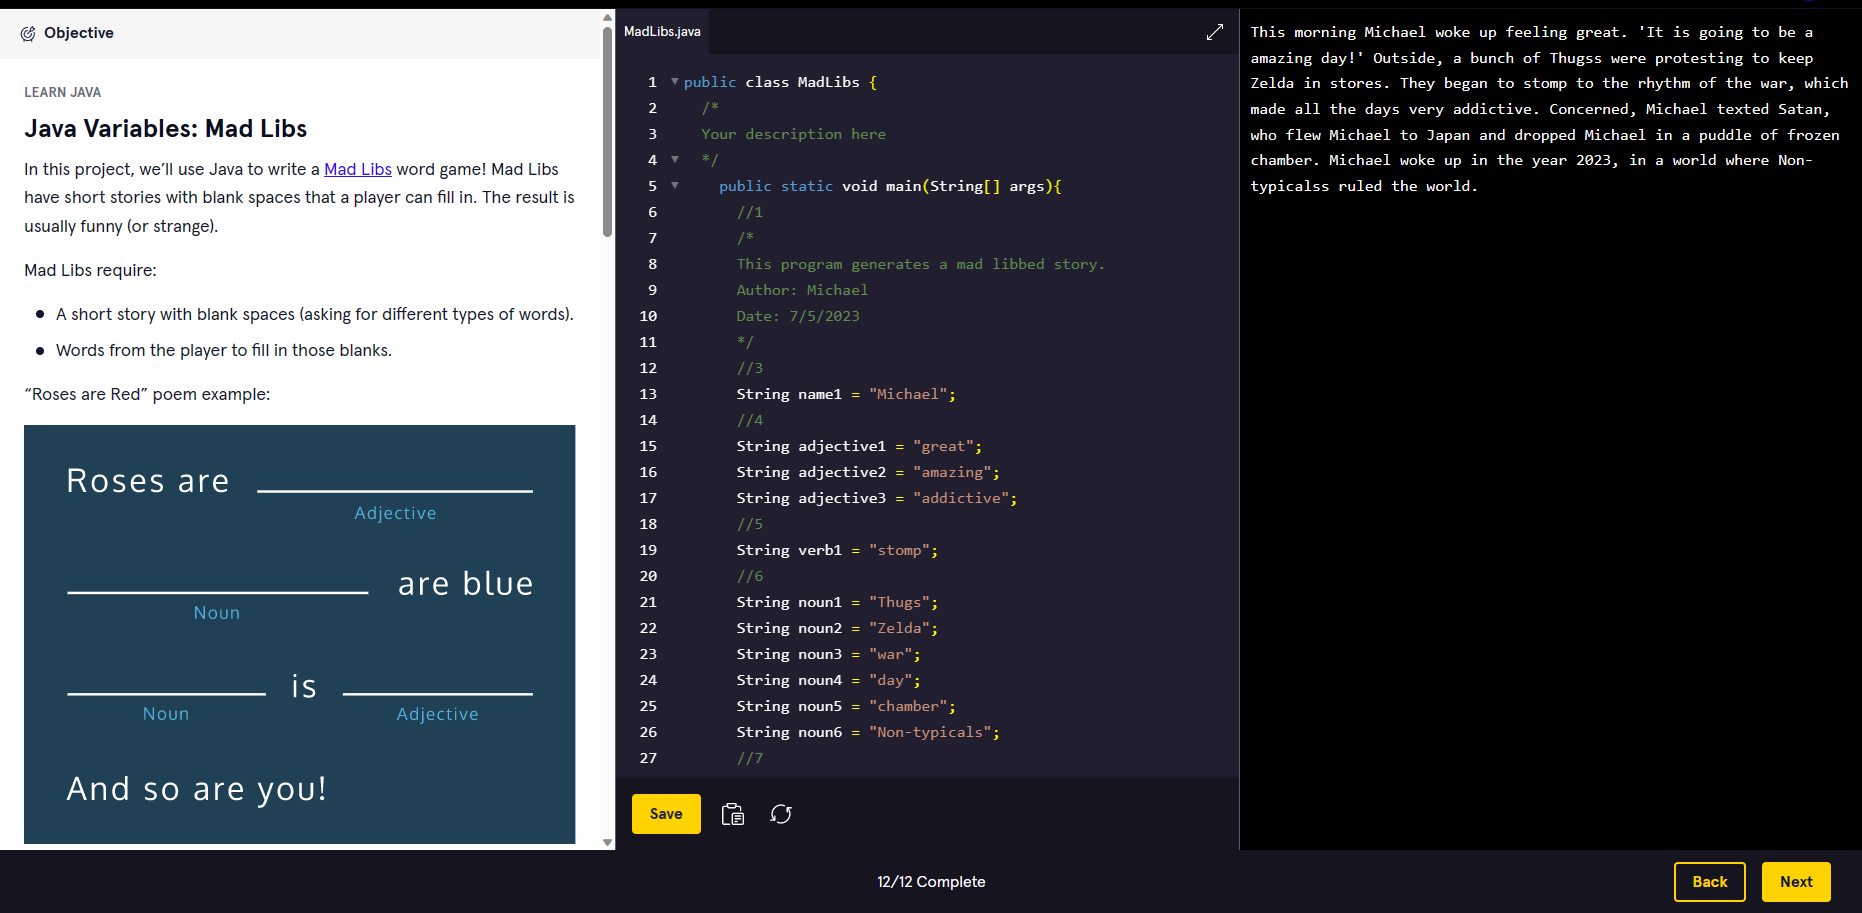 Objective
LEARN JAVA
Java Variables: Mad Libs
In this project, we’ll use Java to write a Mad Libs word game! Mad Libs
have short stories with blank spaces that a player can fill in. The result is
usually funny (or strange).
Mad Libs require:
A short story with blank spaces (asking for different types of words).
Words from the player to fill in those blanks.
“Roses are Red” poem example:
Roses are
Adjective
are blue
Noun
is
Noun Adjective
And so are you!
MadLibs.java
1 public class MadLibs {
2 /*
3 Your description here
4 */
5 public static void main(String[] args){
6 //1
7 /*
8 This program generates a mad libbed story.
9 Author: Michael
10 Date: 7/5/2023
11 */
12 //3
13 String name1 = "Michael";
14 //4
15 String adjective1 = "great";
16 String adjective2 = "amazing";
17 String adjective3 = "addictive";
18 //5
19 String verb1 = "stomp";
20 //6
21 String noun1 = "Thugs";
22 String noun2 = "Zelda";
23 String noun3 = "war";
24 String noun4 = "day";
25 String noun5 = "chamber";
26 String noun6 = "Non-typicals";
27 //7
Save
This morning Michael woke up feeling great. 'It is going to be a
amazing day!' Outside, a bunch of Thugss were protesting to keep
Zelda in stores. They began to stomp to the rhythm of the war, which
made all the days very addictive. Concerned, Michael texted Satan,
who flew Michael to Japan and dropped Michael in a puddle of frozen
chamber. Michael woke up in the year 2023, in a world where Non-
typicalss ruled the world.
12/12 Complete
Back
Next